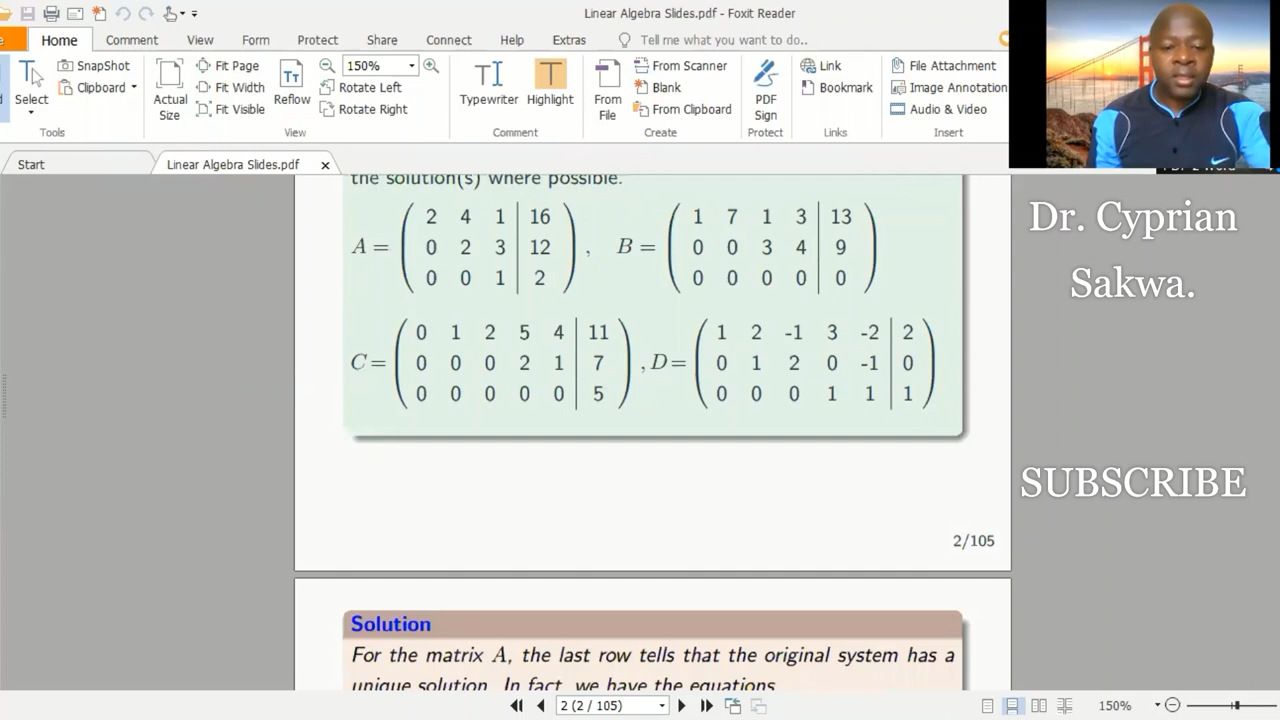 Linear Algebra Slides.pdf - Foxit Reader
Home Comment View Form Protect Share Connect Help Extras Tell me what you want to do..
Select
SnapShot
Clipboard
Tools
Actual Size
Fit Page
Fit Width
Fit Visible
Reflow
150%
Rotate Left
Rotate Right
View
Typewriter
Highlight
Comment
From File
From Scanner
Blank
From Clipboard
Create
PDF Sign
Protect
Link
Bookmark
Links
File Attachment
Image Annotation
Audio & Video
Insert
Start
Linear Algebra Slides.pdf x
the solution(s) where possible.
A = ( 2 4 1 | 16
0 2 3 | 12
0 0 1 | 2 ) ,
B = ( 1 7 1 3 | 13
0 0 3 4 | 9
0 0 0 0 | 0 )
C = ( 0 1 2 5 4 | 11
0 0 0 2 1 | 7
0 0 0 0 0 | 5 )
, D = ( 1 2 -1 3 -2 | 2
0 1 2 0 -1 | 0
0 0 0 1 1 | 1 )
2/105
Solution
For the matrix A, the last row tells that the original system has a
unique solution. In fact, we have the equations
Dr. Cyprian
Sakwa.
SUBSCRIBE
2 (2 / 105)
150%